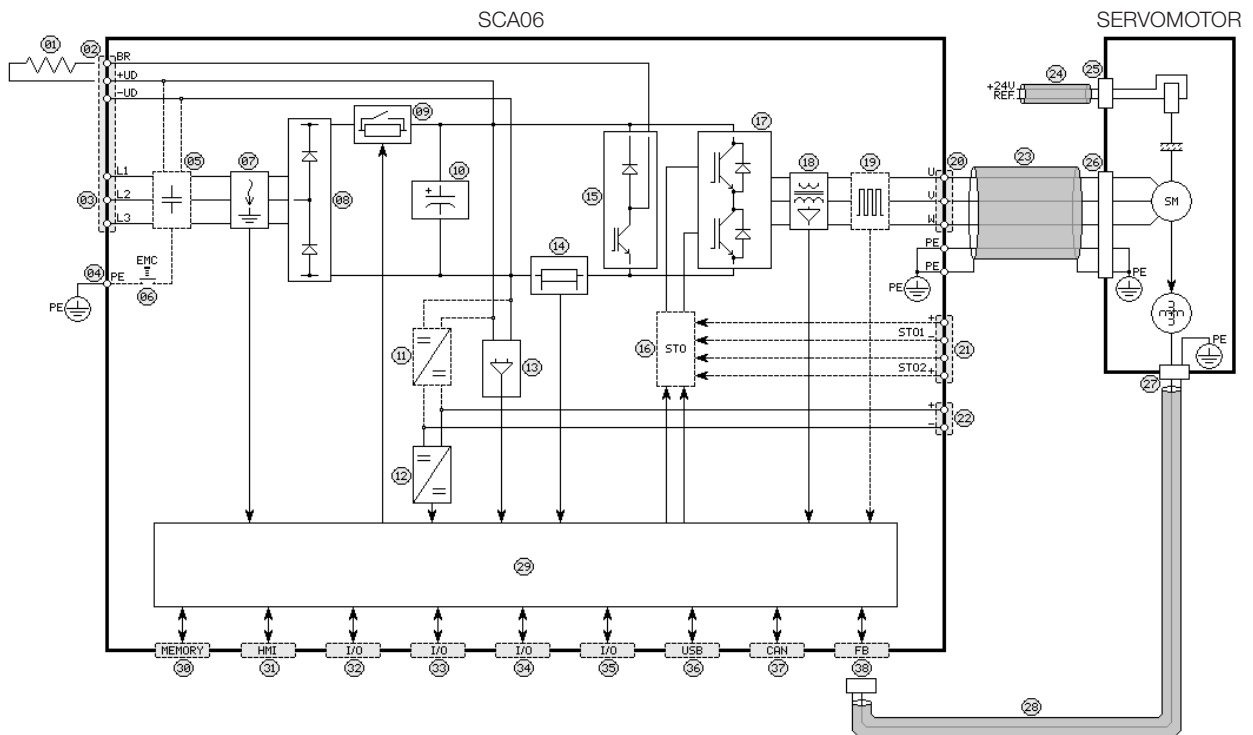 SCA06
SERVOMOTOR
01
02
BR
+UD
-UD
03
L1
L2
L3
04
PE
PE
EMC
05
06
07
08
09
10
11
12
13
14
15
16
STO
17
18
19
20
U
V
W
PE
PE
PE
STO1
STO2
+
-
-
+
21
+
-
22
23
24
+24V
REF.
25
26
SM
PE
PE
27
28
29
MEMORY
HMI
I/O
I/O
I/O
I/O
USB
CAN
FB
30
31
32
33
34
35
36
37
38